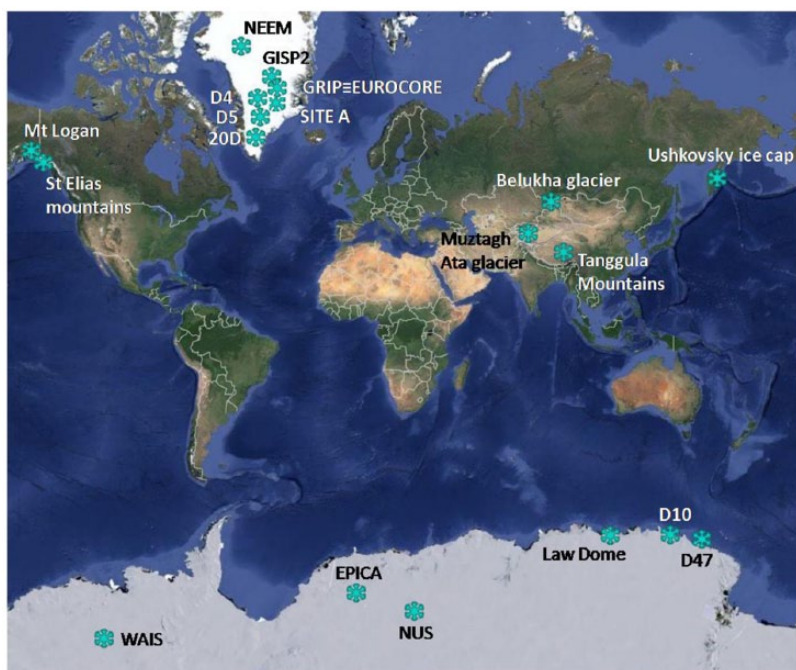 NEEM
GISP2
GRIP≡EUROCORE
D4
D5
SITE A
20D
Mt Logan
St Elias
mountains
Ushkovsky ice cap
Belukha glacier
Muztagh
Ata glacier
Tanggula
Mountains
D10
Law Dome
D47
EPICA
NUS
WAIS